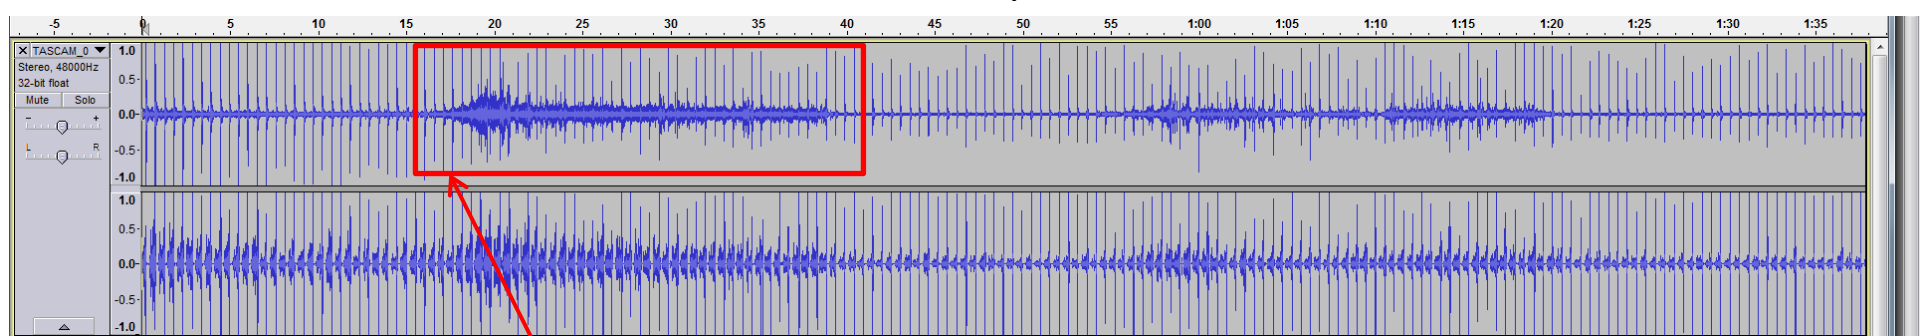 -5 0 5 10 15 20 25 30 35 40 45 50 55 1:00 1:05 1:10 1:15 1:20 1:25 1:30 1:35
X TASCAM_0 ▼ 1.0
Stereo, 48000Hz
32-bit float 0.5-
Mute Solo
- + 0.0-
L R -0.5-
-1.0
1.0
0.5-
0.0-
-0.5-
-1.0